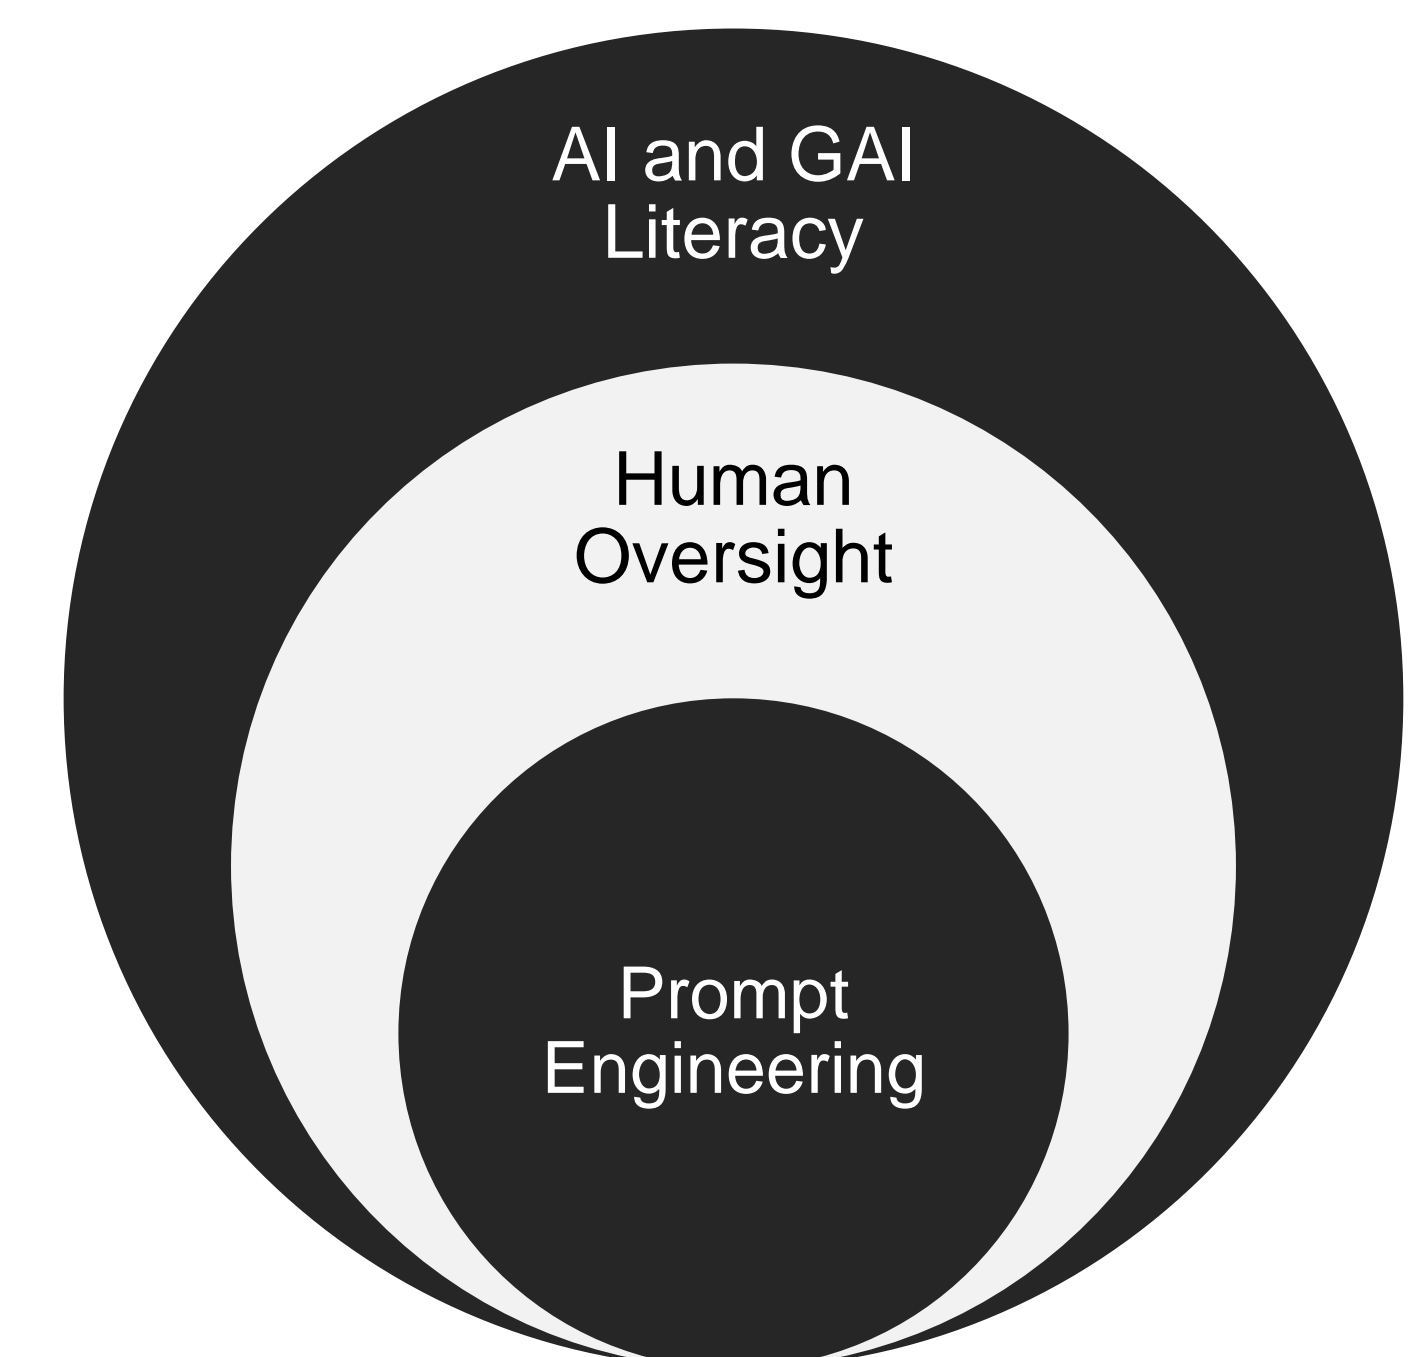 AI and GAI
Literacy
Human
Oversight
Prompt
Engineering